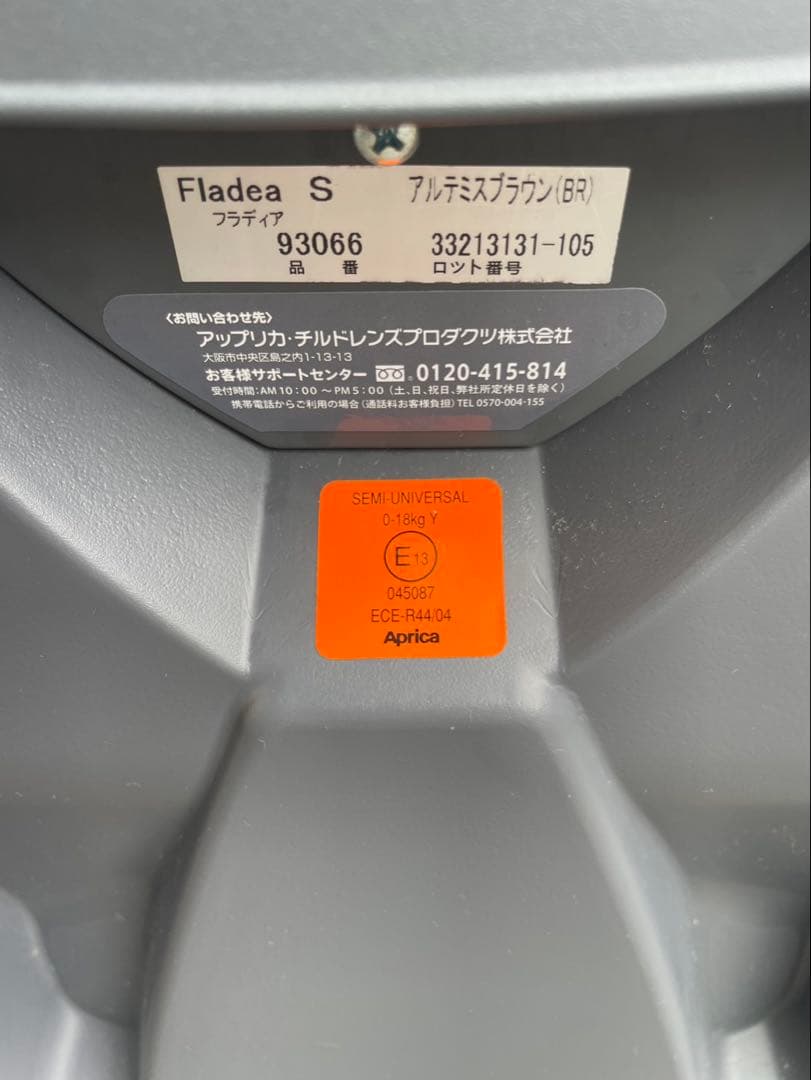 Fladea S アルテミスブラウン(BR)
フラディア
93066 33213131-105
品番 ロット番号
〈お問い合わせ先〉
アップリカ・チルドレンズプロダクツ株式会社
大阪市中央区島之内1-13-13
お客様サポートセンター 0120-415-814
受付時間:AM10:00〜PM5:00(土、日、祝日、弊社所定休日を除く)
携帯電話からご利用の場合(通話料お客様負担)TEL 0570-004-155
SEMI-UNIVERSAL
0-18kg Y
E13
045087
ECE-R44/04
Aprica